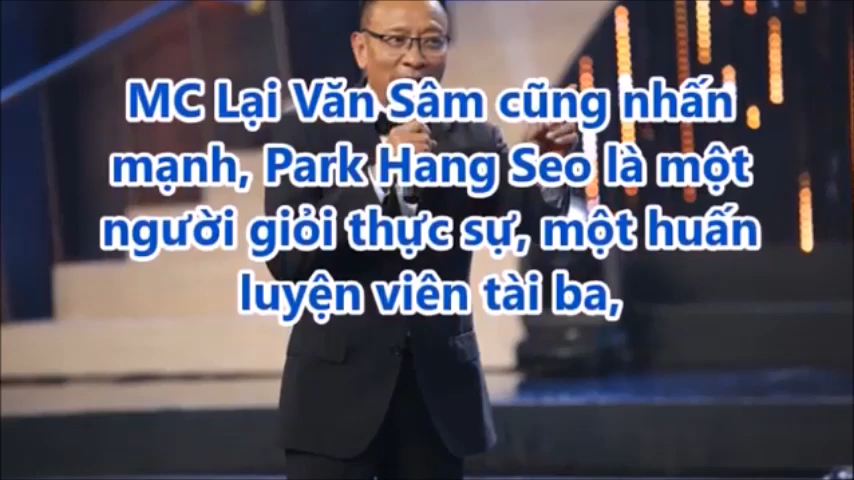 MC Lại Văn Sâm cũng nhấn
mạnh, Park Hang Seo là một
người giỏi thực sự, một huấn
luyện viên tài ba,